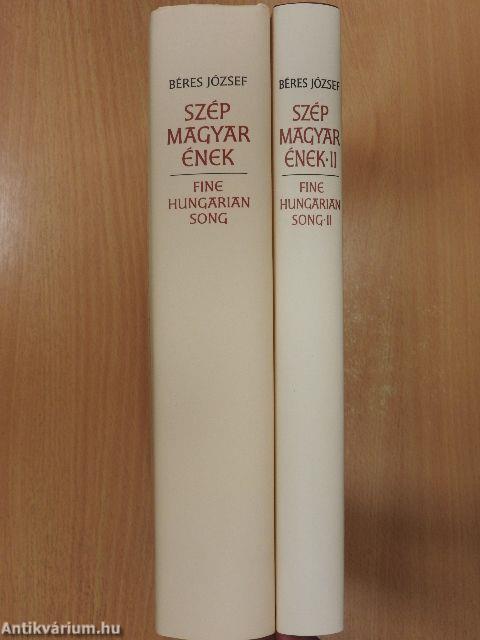 BÉRES JÓZSEF
SZÉP
MAGYAR
ÉNEK
FINE
HUNGARIAN
SONG
BÉRES JÓZSEF
SZÉP
MAGYAR
ÉNEK·II
FINE
HUNGARIAN
SONG·II
Antikvárium.hu